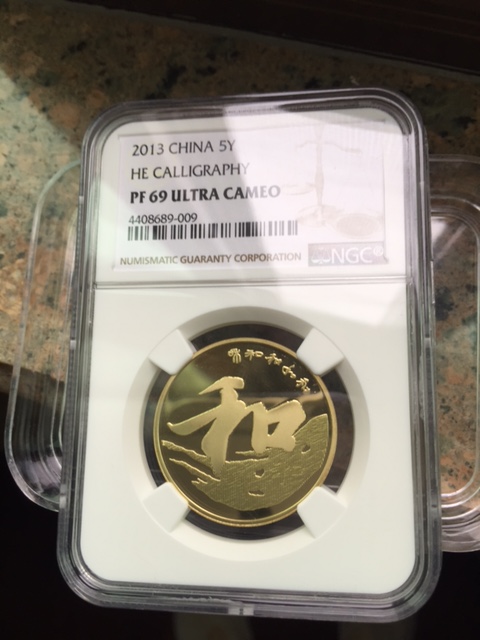 2013 CHINA 5Y
HE CALLIGRAPHY
PF 69 ULTRA CAMEO
4408689-009
NUMISMATIC GUARANTY CORPORATION
NGC®
和